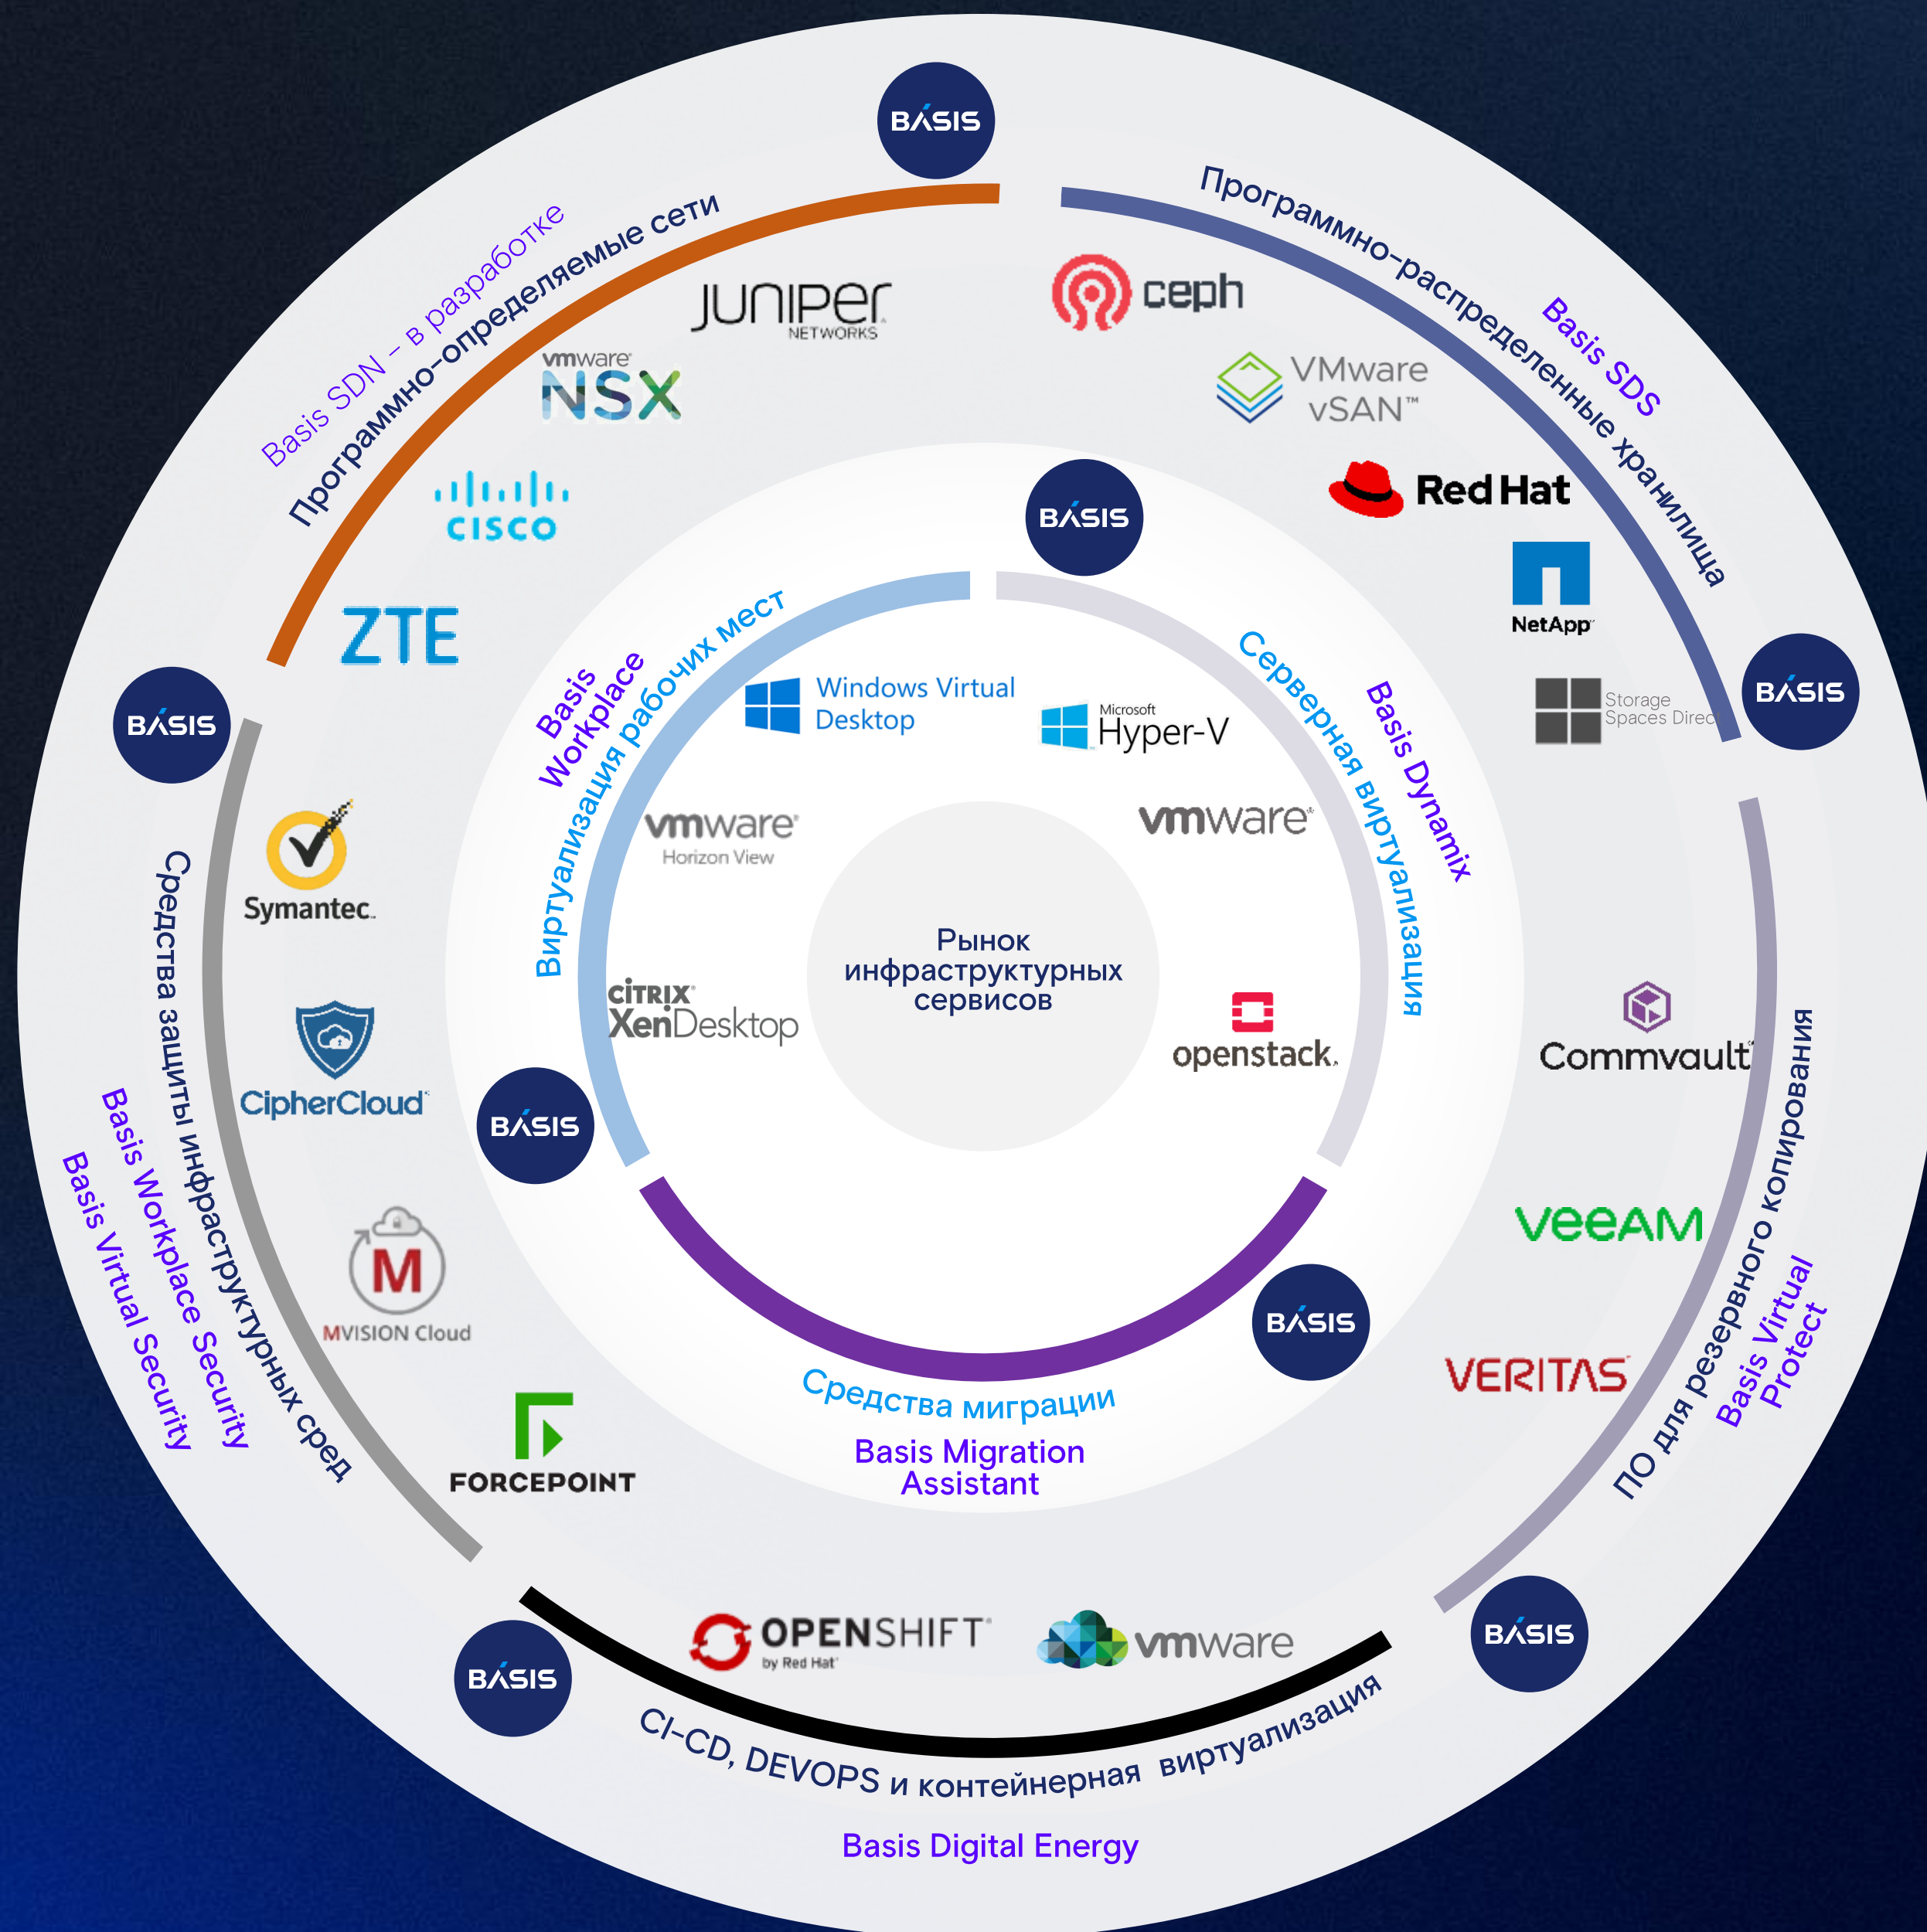 BASIS
Программно-определяемые сети
Basis SDN - в разработке
JUNIPER
NETWORKS
vmware
NSX
CISCO
ZTE
Программно-распределенные хранилища
Basis SDS
ceph
VMware
vSAN™
Red Hat
NetApp
Storage
Spaces Direc
BASIS
BASIS
BASIS
Виртуализация рабочих мест
Basis
Workplace
Windows Virtual
Desktop
vmware
Horizon View
CITRIX
XenDesktop
Серверная виртуализация
Basis Dynamix
Microsoft
Hyper-V
vmware
openstack.
Рынок
инфраструктурных
сервисов
BASIS
BASIS
Средства миграции
Basis Migration
Assistant
Средства защиты инфраструктурных сред
Basis Workplace Security
Basis Virtual Security
Symantec.
CipherCloud
M
MVISION Cloud
FORCEPOINT
ПО для резервного копирования
Basis Virtual
Protect
Commvault
veeAM
VERITAS
BASIS
BASIS
OPENSHIFT
by Red Hat
vmware
CI-CD, DEVOPS и контейнерная виртуализация
Basis Digital Energy